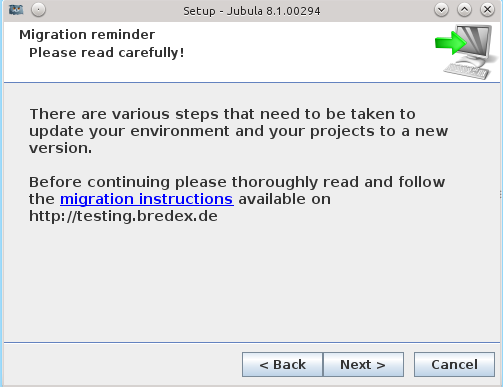 Setup - Jubula 8.1.00294
Migration reminder
Please read carefully!
There are various steps that need to be taken to
update your environment and your projects to a new
version.
Before continuing please thoroughly read and follow
the migration instructions available on
http://testing.bredex.de
< Back
Next >
Cancel